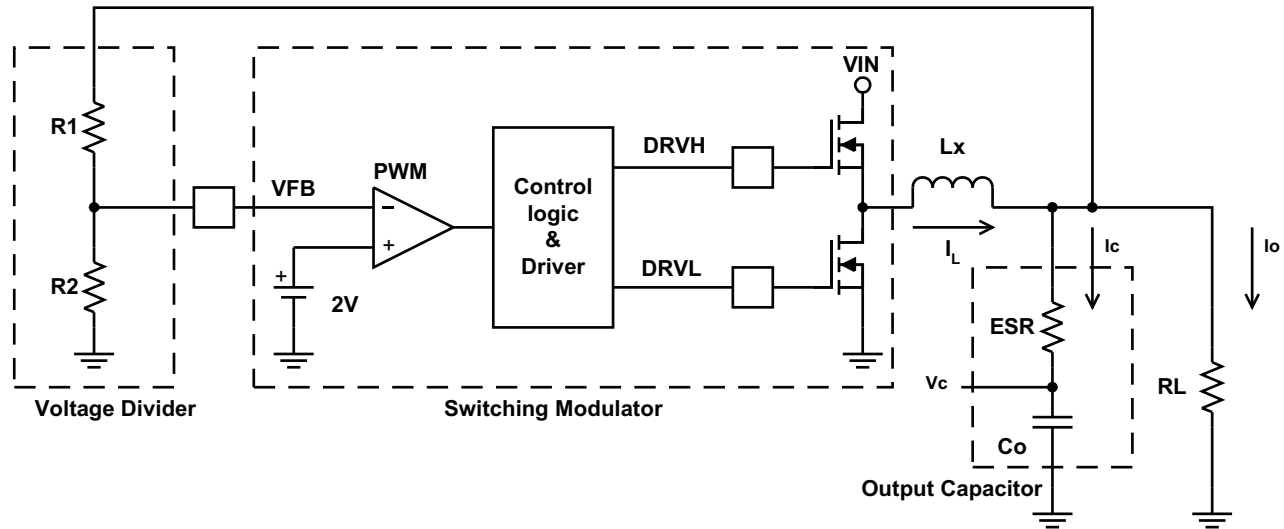 VIN
R1
DRVH
Lx
PWM
VFB
Control
logic
&
Driver
−
+
IL
Ic
Io
R2
+
2V
DRVL
ESR
Vc
RL
Voltage Divider
Switching Modulator
Co
Output Capacitor